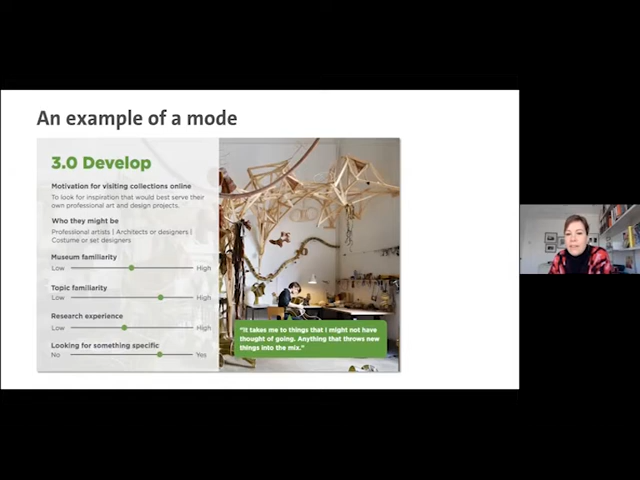 An example of a mode
3.0 Develop
Motivation for visiting collections online
To look for inspiration that would best serve their
own professional art and design projects.
Who they might be
Professional artists | Architects or designers |
Costume or set designers
Museum familiarity
Low High
Topic familiarity
Low High
Research experience
Low High
Looking for something specific
No Yes
"It takes me to things that I might not have
thought of going. Anything that throws new
things into the mix."